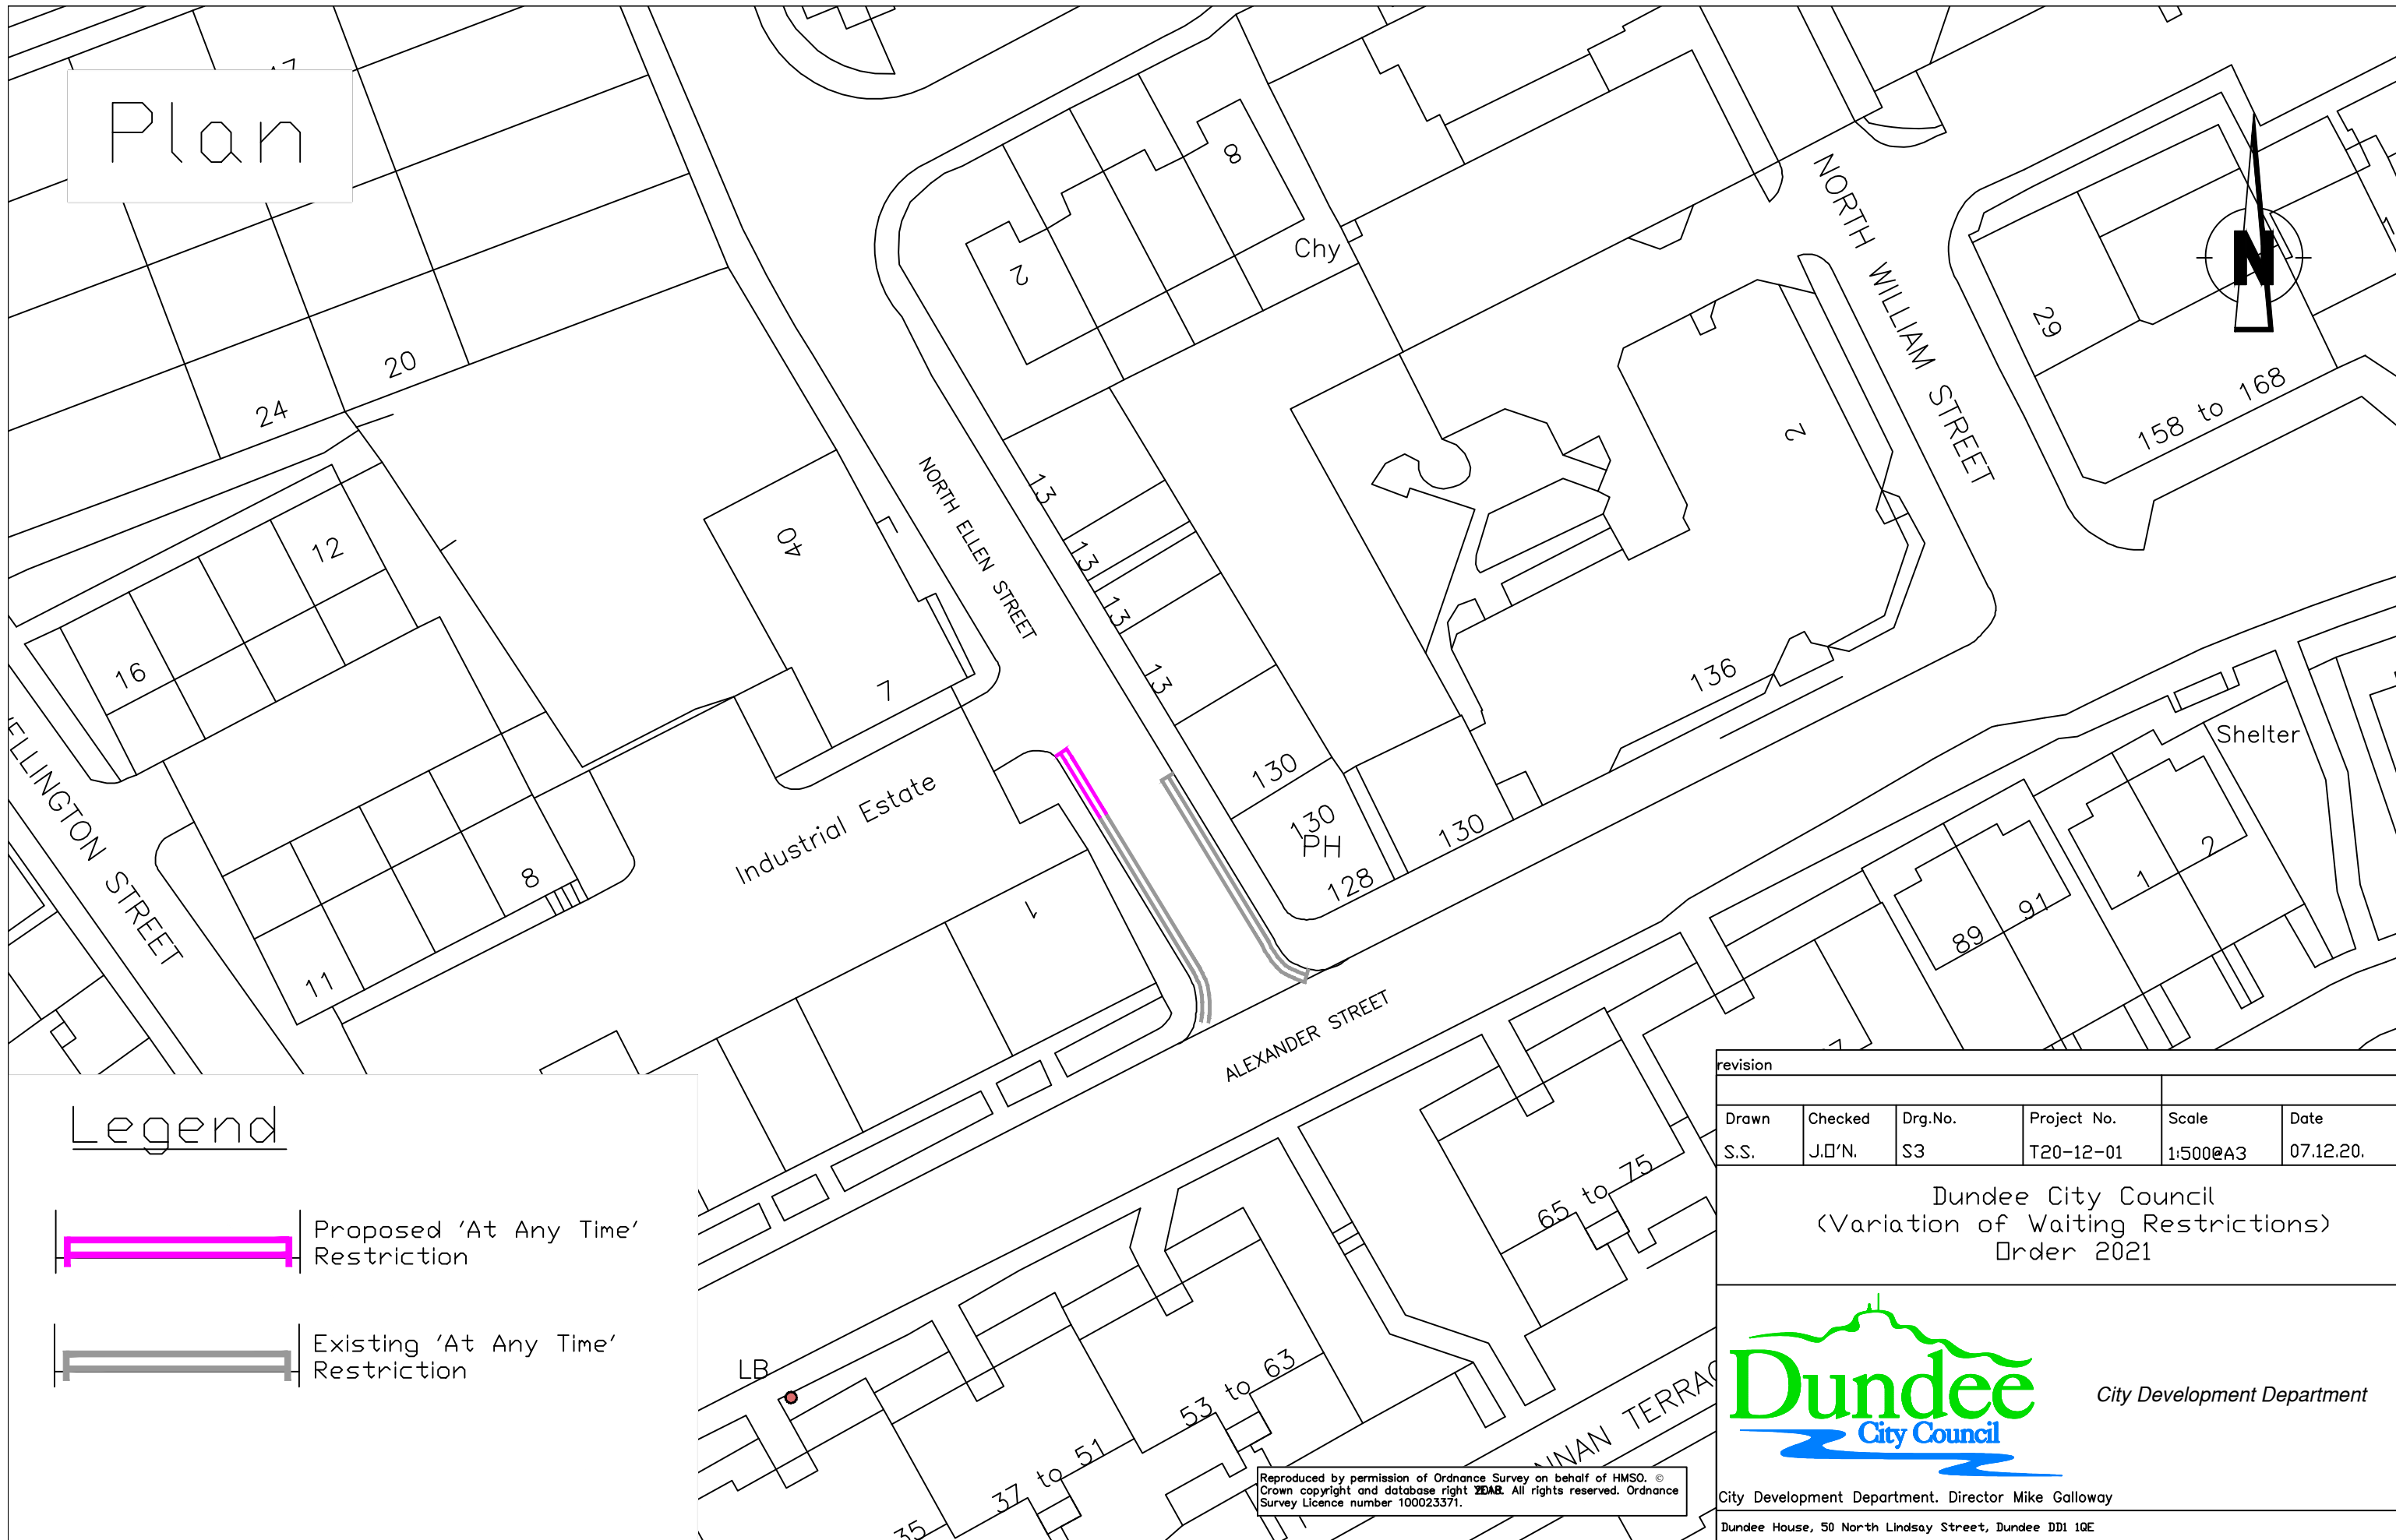 Plan
20
24
12
16
40
7
8
11
1
Industrial Estate
ELLINGTON STREET
NORTH ELLEN STREET
2
8
Chy
13
13
13
13
130
130
PH
128
130
136
2
NORTH WILLIAM STREET
29
158 to 168
N
Shelter
1
2
89
91
ALEXANDER STREET
65 to 75
53 to 63
37 to 51
35
LB
NNAN TERRAC
Legend
Proposed 'At Any Time'
Restriction
Existing 'At Any Time'
Restriction
Reproduced by permission of Ordnance Survey on behalf of HMSO. ©
Crown copyright and database right All rights reserved. Ordnance
Survey Licence number 100023371.
revision
Drawn Checked Drg.No. Project No. Scale Date
S.S. J.O'N. S3 T20-12-01 1:500@A3 07.12.20.
Dundee City Council
(Variation of Waiting Restrictions)
Order 2021
Dundee
City Council
City Development Department
City Development Department. Director Mike Galloway
Dundee House, 50 North Lindsay Street, Dundee DD1 1QE